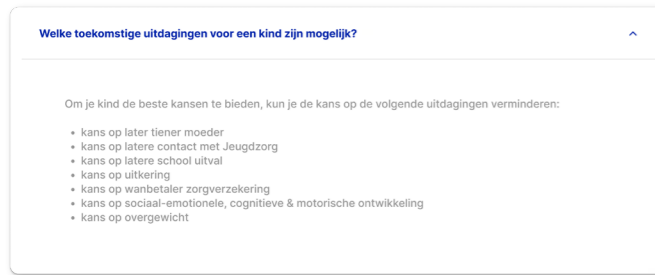 Welke toekomstige uitdagingen voor een kind zijn mogelijk?
Om je kind de beste kansen te bieden, kun je de kans op de volgende uitdagingen verminderen:
• kans op later tiener moeder
• kans op latere contact met Jeugdzorg
• kans op latere school uitval
• kans op uitkering
• kans op wanbetaler zorgverzekering
• kans op sociaal-emotionele, cognitieve & motorische ontwikkeling
• kans op overgewicht